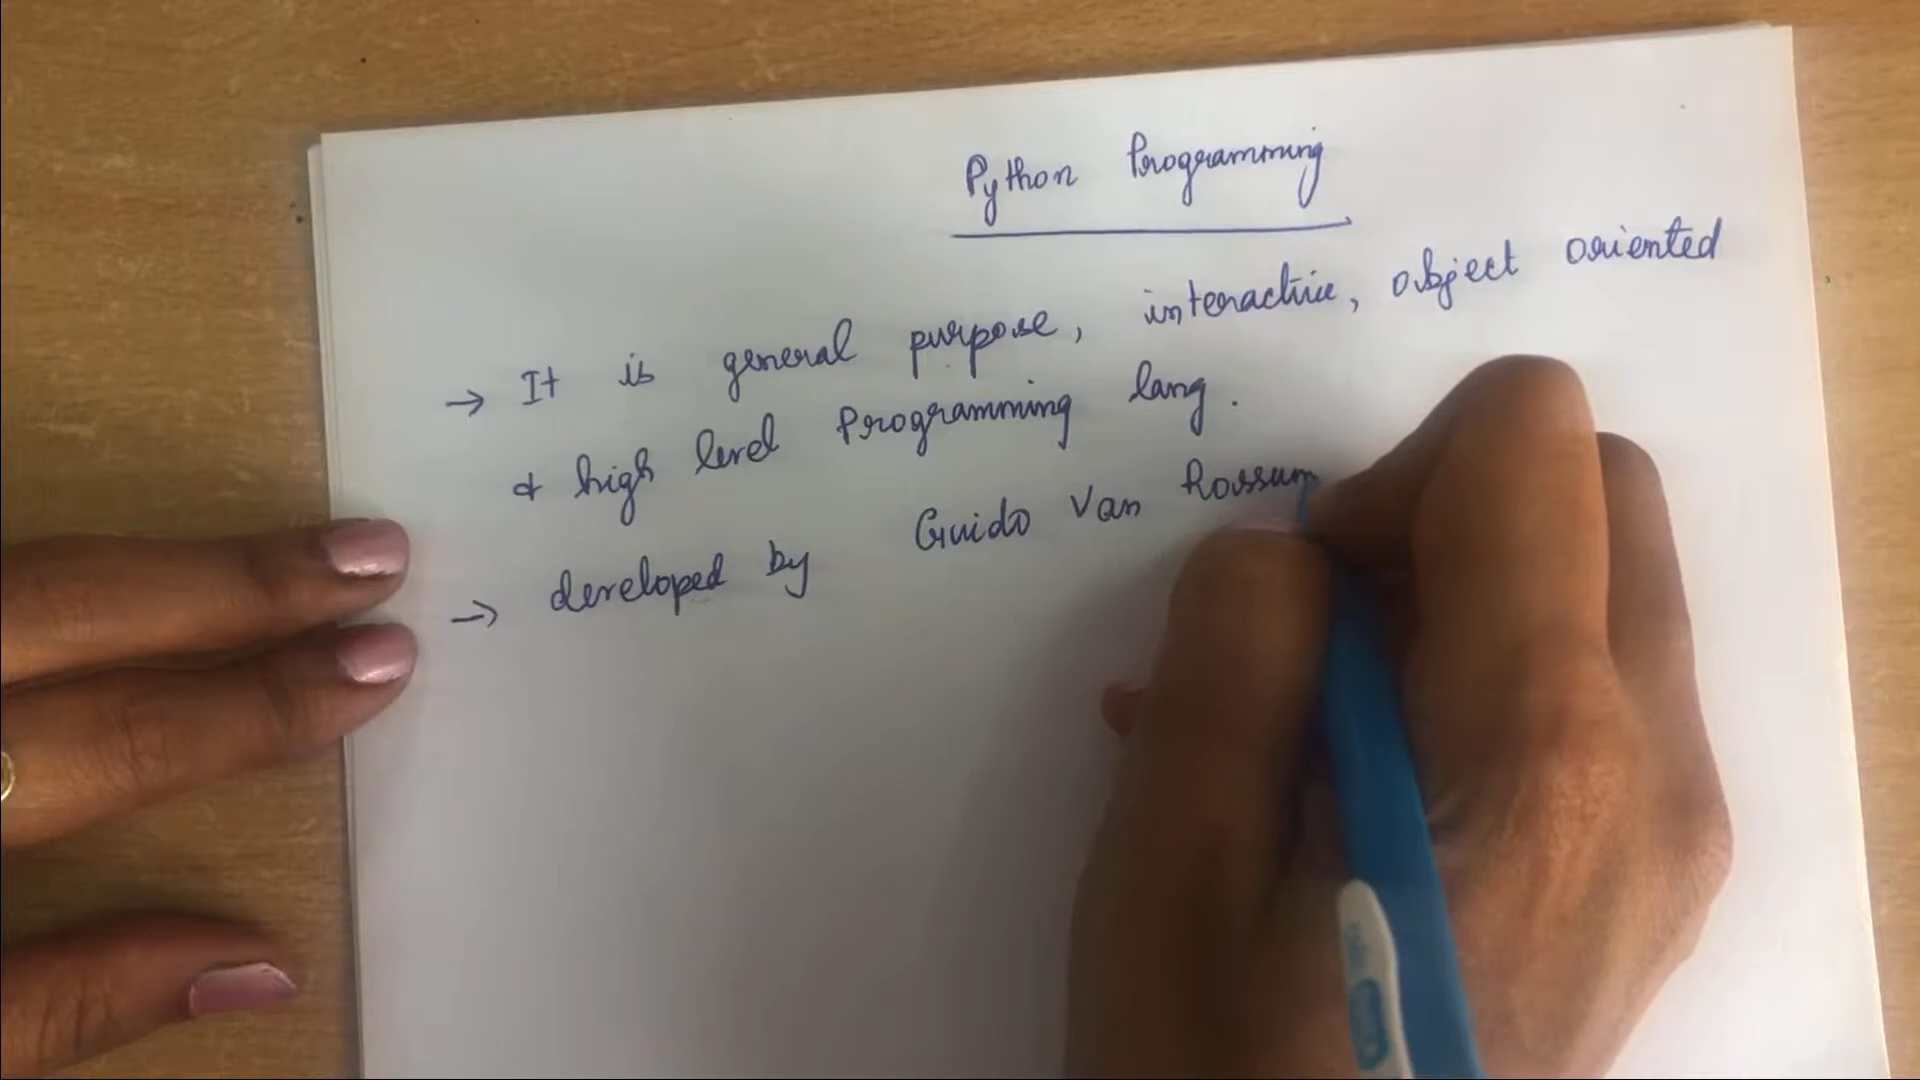 Python Programming
→ It is general purpose, interactive, object oriented
& high level Programming lang.
→ developed by Guido Van Rossum